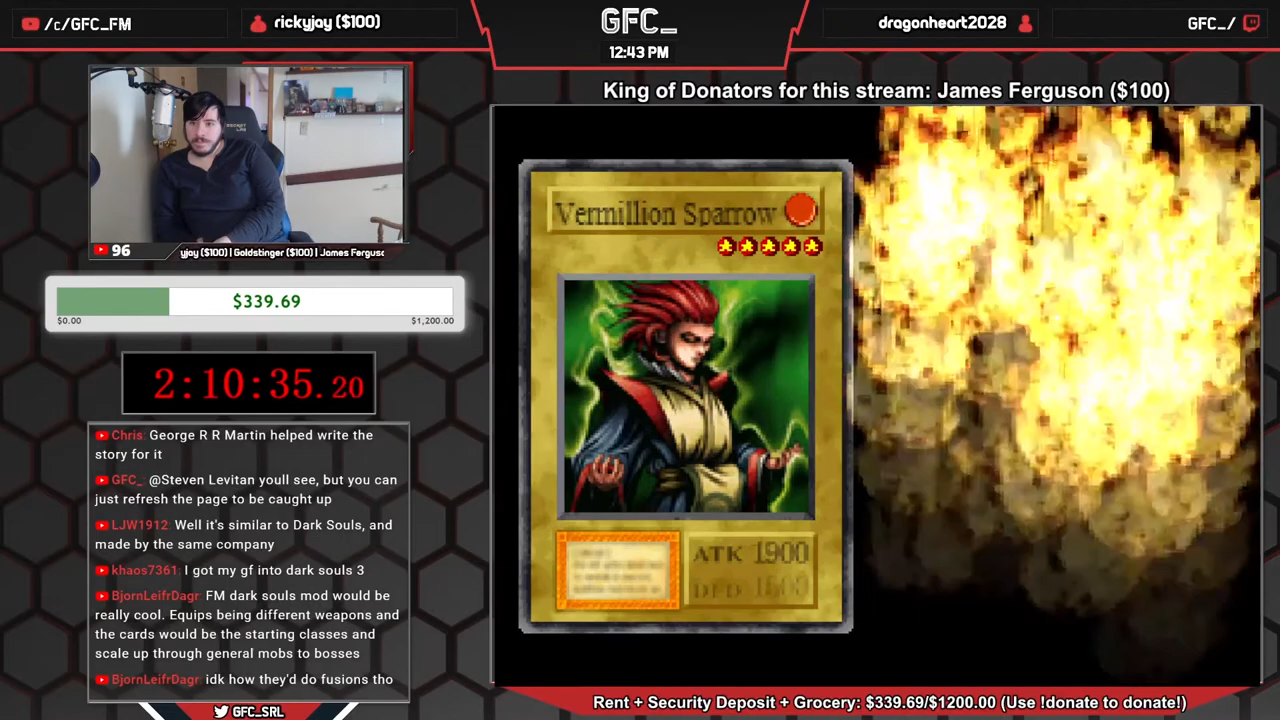 /c/GFC_FM
rickyjay ($100)
GFC_
12:43 PM
dragonheart2028
GFC_/
King of Donators for this stream: James Ferguson ($100)
SECRET LAB
96
yjay ($100) | Goldstinger ($100) | James Ferguso
$339.69
$0.00
$1,200.00
2:10:35.20
Chris: George R R Martin helped write the
story for it
GFC_ @Steven Levitan youll see, but you can
just refresh the page to be caught up
LJW1912: Well it's similar to Dark Souls, and
made by the same company
khaos7361: I got my gf into dark souls 3
BjornLeifrDagr: FM dark souls mod would be
really cool. Equips being different weapons and
the cards would be the starting classes and
scale up through general mobs to bosses
BjornLeifrDagr: idk how they'd do fusions tho
GFC_SRL
Vermillion Sparrow
ATK 1900
DFD 1500
Rent + Security Deposit + Grocery: $339.69/$1200.00 (Use !donate to donate!)